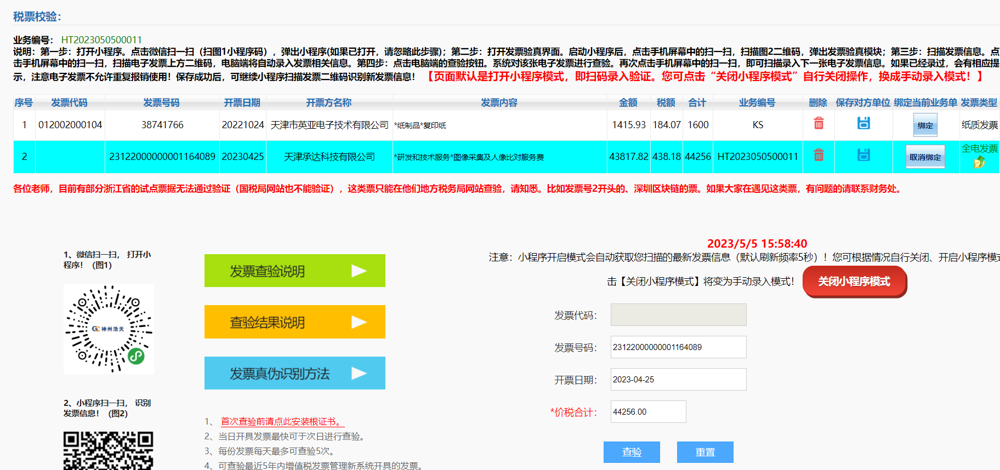 税票校验：
业务编号： HT2023050500011
说明：第一步：打开小程序。点击微信扫一扫（扫图1小程序码），弹出小程序(如果已打开，请忽略此步骤)；第二步：打开发票验真界面。启动小程序后，点击手机屏幕中的扫一扫，扫描图2二维码，弹出发票验真模块；第三步：扫描发票信息。点
击手机屏幕中的扫一扫，扫描电子发票上方二维码，电脑端将自动录入发票相关信息。第四步：点击电脑端的查验按钮。系统对该张电子发票进行查验。再次点击手机屏幕中的扫一扫，即可扫描录入下一张电子发票信息。如果已经录过，会有相应提
示，注意电子发票不允许重复报销使用！保存成功后，可继续小程序扫描发票二维码识别新发票信息！ 【页面默认是打开小程序模式，即扫码录入验证。您可点击“关闭小程序模式”自行关闭操作，换成手动录入模式！】
序号 发票代码 发票号码 开票日期 开票方名称 发票内容 金额 税额 合计 业务编号 删除 保存对方单位 绑定当前业务单 发票类型
1 012002000104 38741766 20221024 天津市英亚电子技术有限公司 *纸制品*复印纸 1415.93 184.07 1600 KS 绑定 纸质发票
2 23122000000001164089 20230425 天津承达科技有限公司 *研发和技术服务*图像采集及人像比对服务费 43817.82 438.18 44256 HT2023050500011 取消绑定 全电发票
各位老师，目前有部分浙江省的试点票据无法通过验证（国税局网站也不能验证），这类票只能在他们地方税务局网站查验，请知悉。比如发票号2开头的、深圳区块链的票。如果大家在遇见这类票，有问题的请联系财务处。
1、微信扫一扫， 打开小
程序！（图1）
神州浩天
2、小程序扫一扫， 识别
发票信息！（图2）
发票查验说明
查验结果说明
发票真伪识别方法
1、 首次查验前请点此安装根证书。
2、当日开具发票最快可于次日进行查验。
3、每份发票每天最多可查验5次。
4、可查验最近5年内增值税发票管理新系统开具的发票。
2023/5/5 15:58:40
注意：小程序开启模式会自动获取您扫描的最新发票信息（默认刷新频率5秒）！您可根据情况自行关闭、开启小程序模式
击【关闭小程序模式】将变为手动录入模式！ 关闭小程序模式
发票代码：
发票号码： 23122000000001164089
开票日期： 2023-04-25
*价税合计： 44256.00
查验 重置